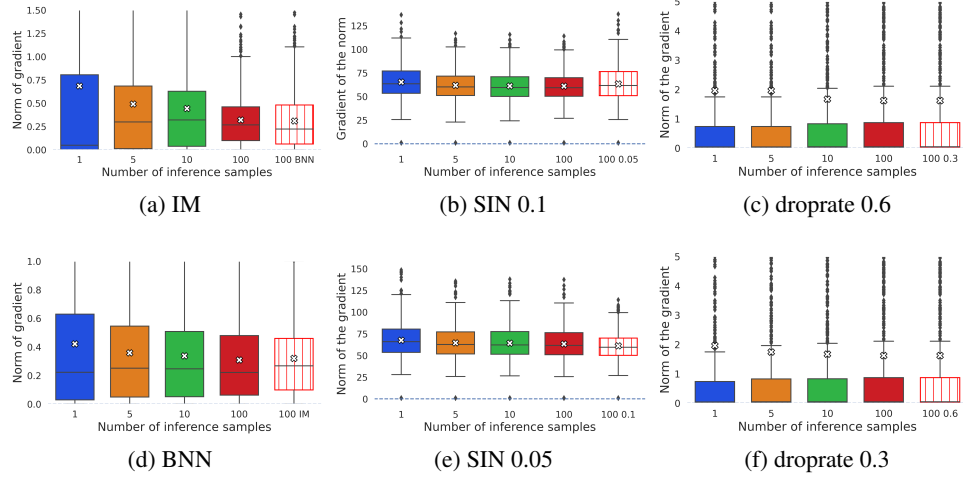 1.50
1.25
1.00
0.75
0.50
0.25
0.00
Norm of gradient
1 5 10 100 100 BNN
Number of inference samples
(a) IM
125
100
75
50
25
0
Gradient of the norm
1 5 10 100 100 0.05
Number of inference samples
(b) SIN 0.1
5
4
3
2
1
0
Norm of the gradient
1 5 10 100 100 0.3
Number of inference samples
(c) droprate 0.6
1.0
0.8
0.6
0.4
0.2
0.0
Norm of gradient
1 5 10 100 100 IM
Number of inference samples
(d) BNN
150
125
100
75
50
25
0
Norm of the gradient
1 5 10 100 100 0.1
Number of inference samples
(e) SIN 0.05
5
4
3
2
1
0
Norm of the gradient
1 5 10 100 100 0.6
Number of inference samples
(f) droprate 0.3